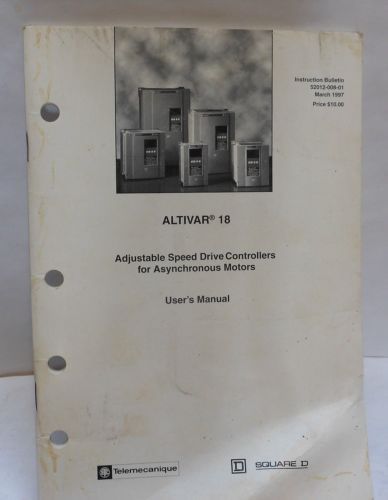 Instruction Bulletin
52012-008-01
March 1997
Price $10.00
ALTIVAR® 18
Adjustable Speed Drive Controllers
for Asynchronous Motors
User's Manual
Telemecanique
D SQUARE D